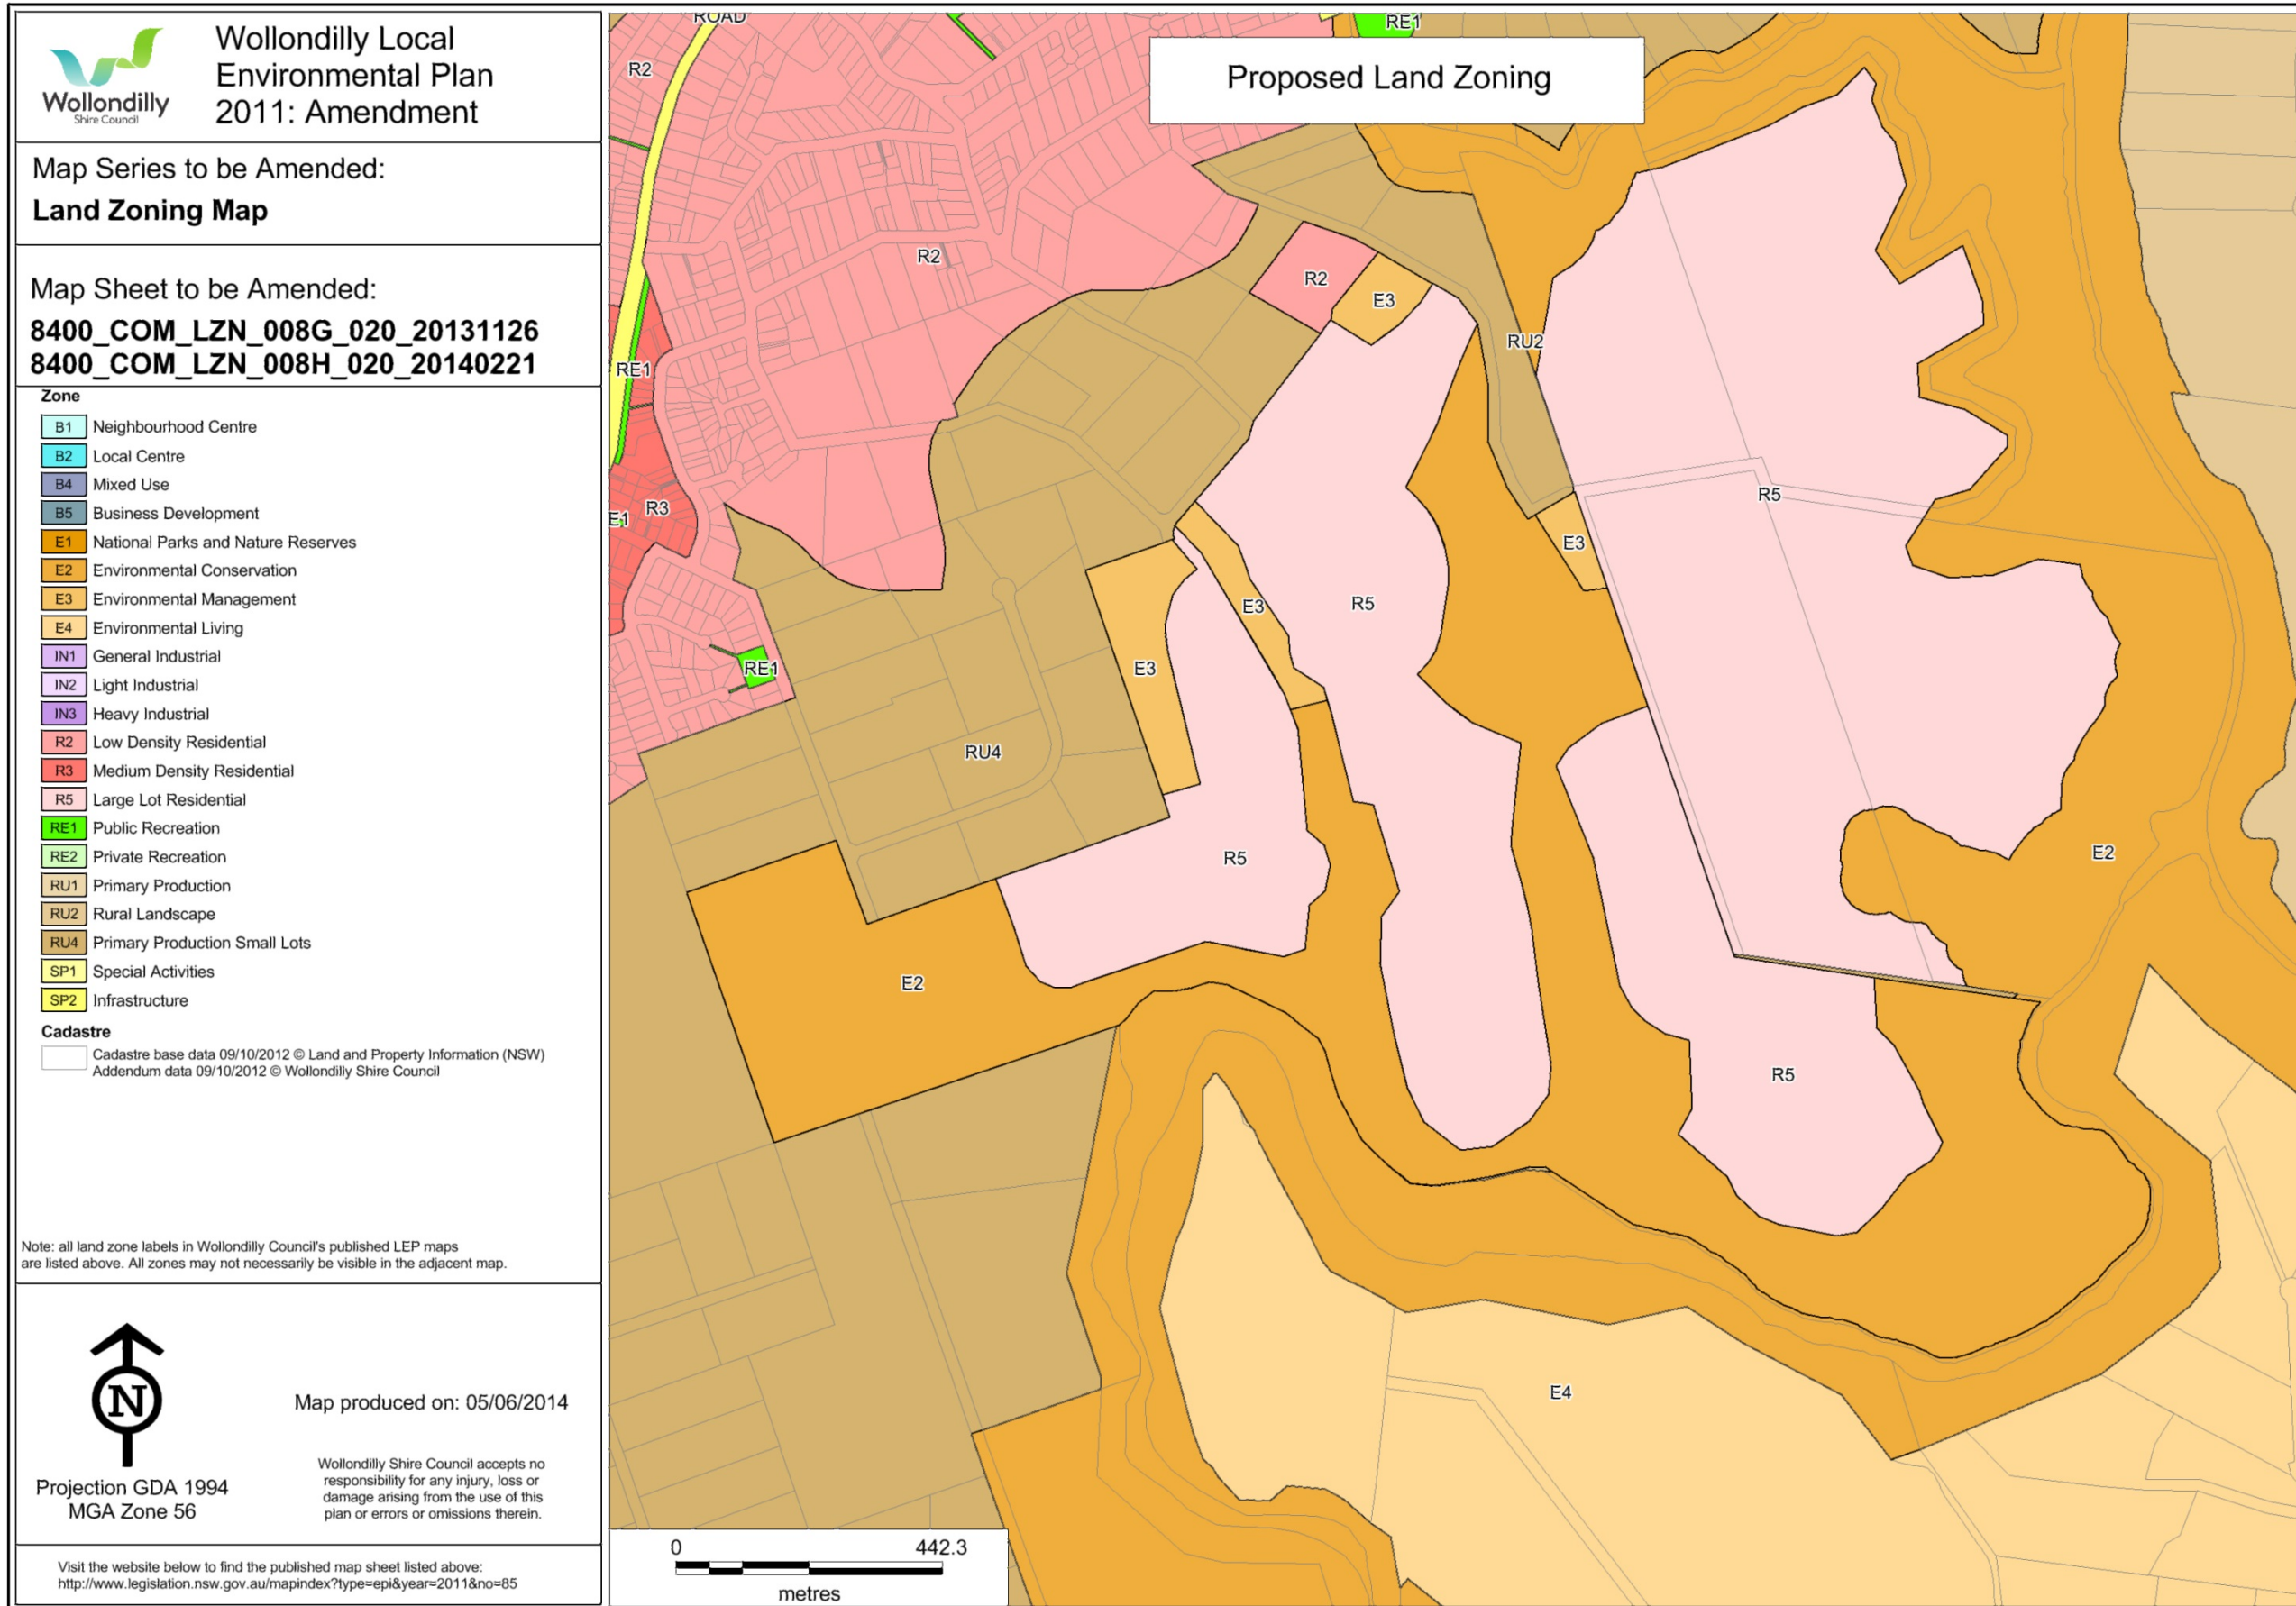 Wollondilly
Shire Council
Wollondilly Local
Environmental Plan
2011: Amendment
Map Series to be Amended:
Land Zoning Map
Map Sheet to be Amended:
8400_COM_LZN_008G_020_20131126
8400_COM_LZN_008H_020_20140221
Zone
B1 Neighbourhood Centre
B2 Local Centre
B4 Mixed Use
B5 Business Development
E1 National Parks and Nature Reserves
E2 Environmental Conservation
E3 Environmental Management
E4 Environmental Living
IN1 General Industrial
IN2 Light Industrial
IN3 Heavy Industrial
R2 Low Density Residential
R3 Medium Density Residential
R5 Large Lot Residential
RE1 Public Recreation
RE2 Private Recreation
RU1 Primary Production
RU2 Rural Landscape
RU4 Primary Production Small Lots
SP1 Special Activities
SP2 Infrastructure
Cadastre
Cadastre base data 09/10/2012 © Land and Property Information (NSW)
Addendum data 09/10/2012 © Wollondilly Shire Council
Note: all land zone labels in Wollondilly Council's published LEP maps
are listed above. All zones may not necessarily be visible in the adjacent map.
N
Projection GDA 1994
MGA Zone 56
Map produced on: 05/06/2014
Wollondilly Shire Council accepts no
responsibility for any injury, loss or
damage arising from the use of this
plan or errors or omissions therein.
Visit the website below to find the published map sheet listed above:
http://www.legislation.nsw.gov.au/mapindex?type=epi&year=2011&no=85
Proposed Land Zoning
ROAD
RE1
R2
R2
R2
E3
RU2
RE1
R5
R3
E1
E3
R5
E3
E3
RE1
RU4
R5
E2
E2
R5
E4
0 442.3
metres